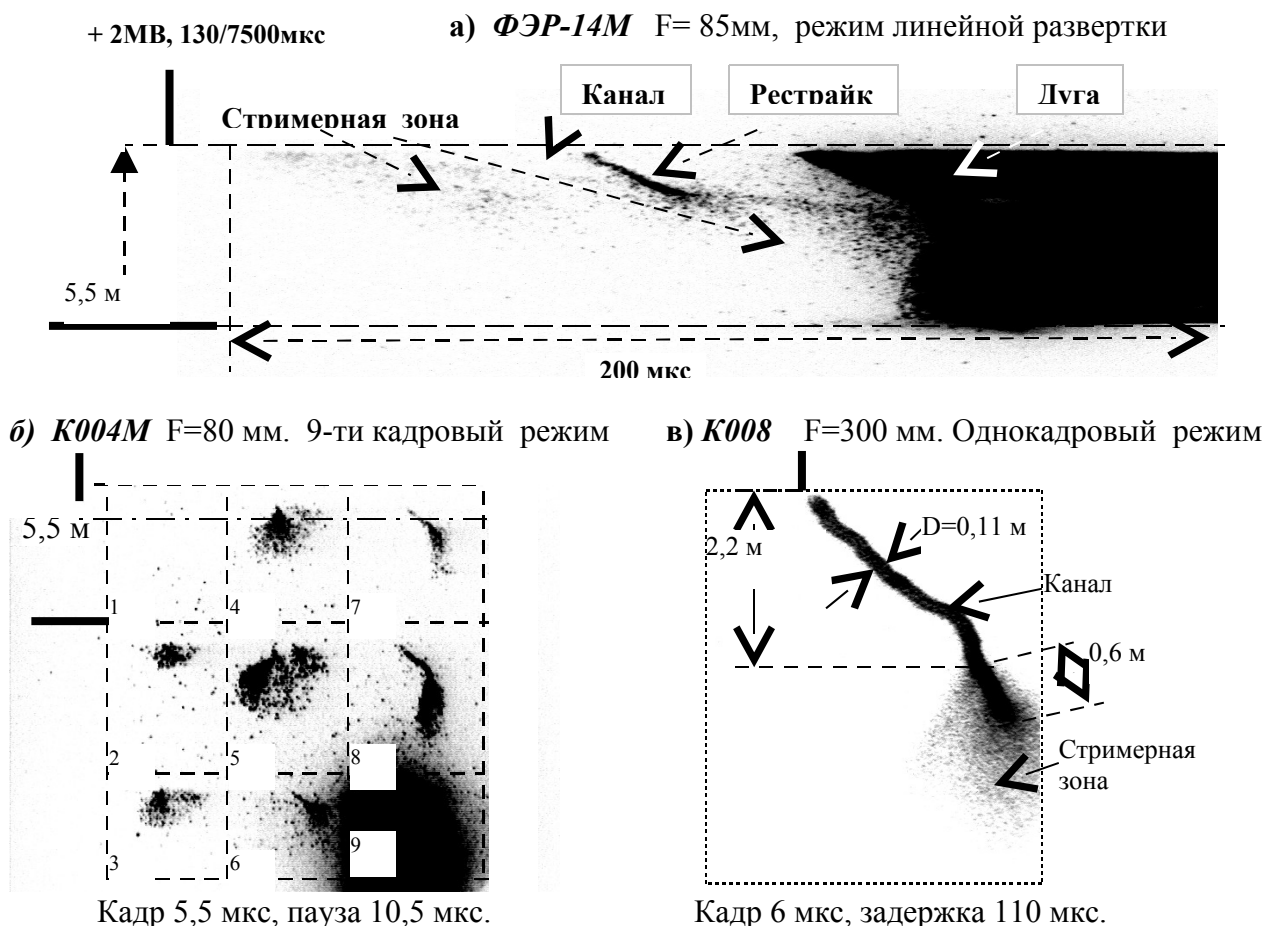 + 2МВ, 130/7500мкс
а) ФЭР-14М F= 85мм, режим линейной развертки
Стримерная зона
Канал
Рестрайк
Дуга
5,5 м
200 мкс
б) К004М F=80 мм. 9-ти кадровый режим
5,5 м
1
4
7
2
5
8
3
6
9
Кадр 5,5 мкс, пауза 10,5 мкс.
в) К008 F=300 мм. Однокадровый режим
2,2 м
D=0,11 м
Канал
0,6 м
Стримерная
зона
Кадр 6 мкс, задержка 110 мкс.